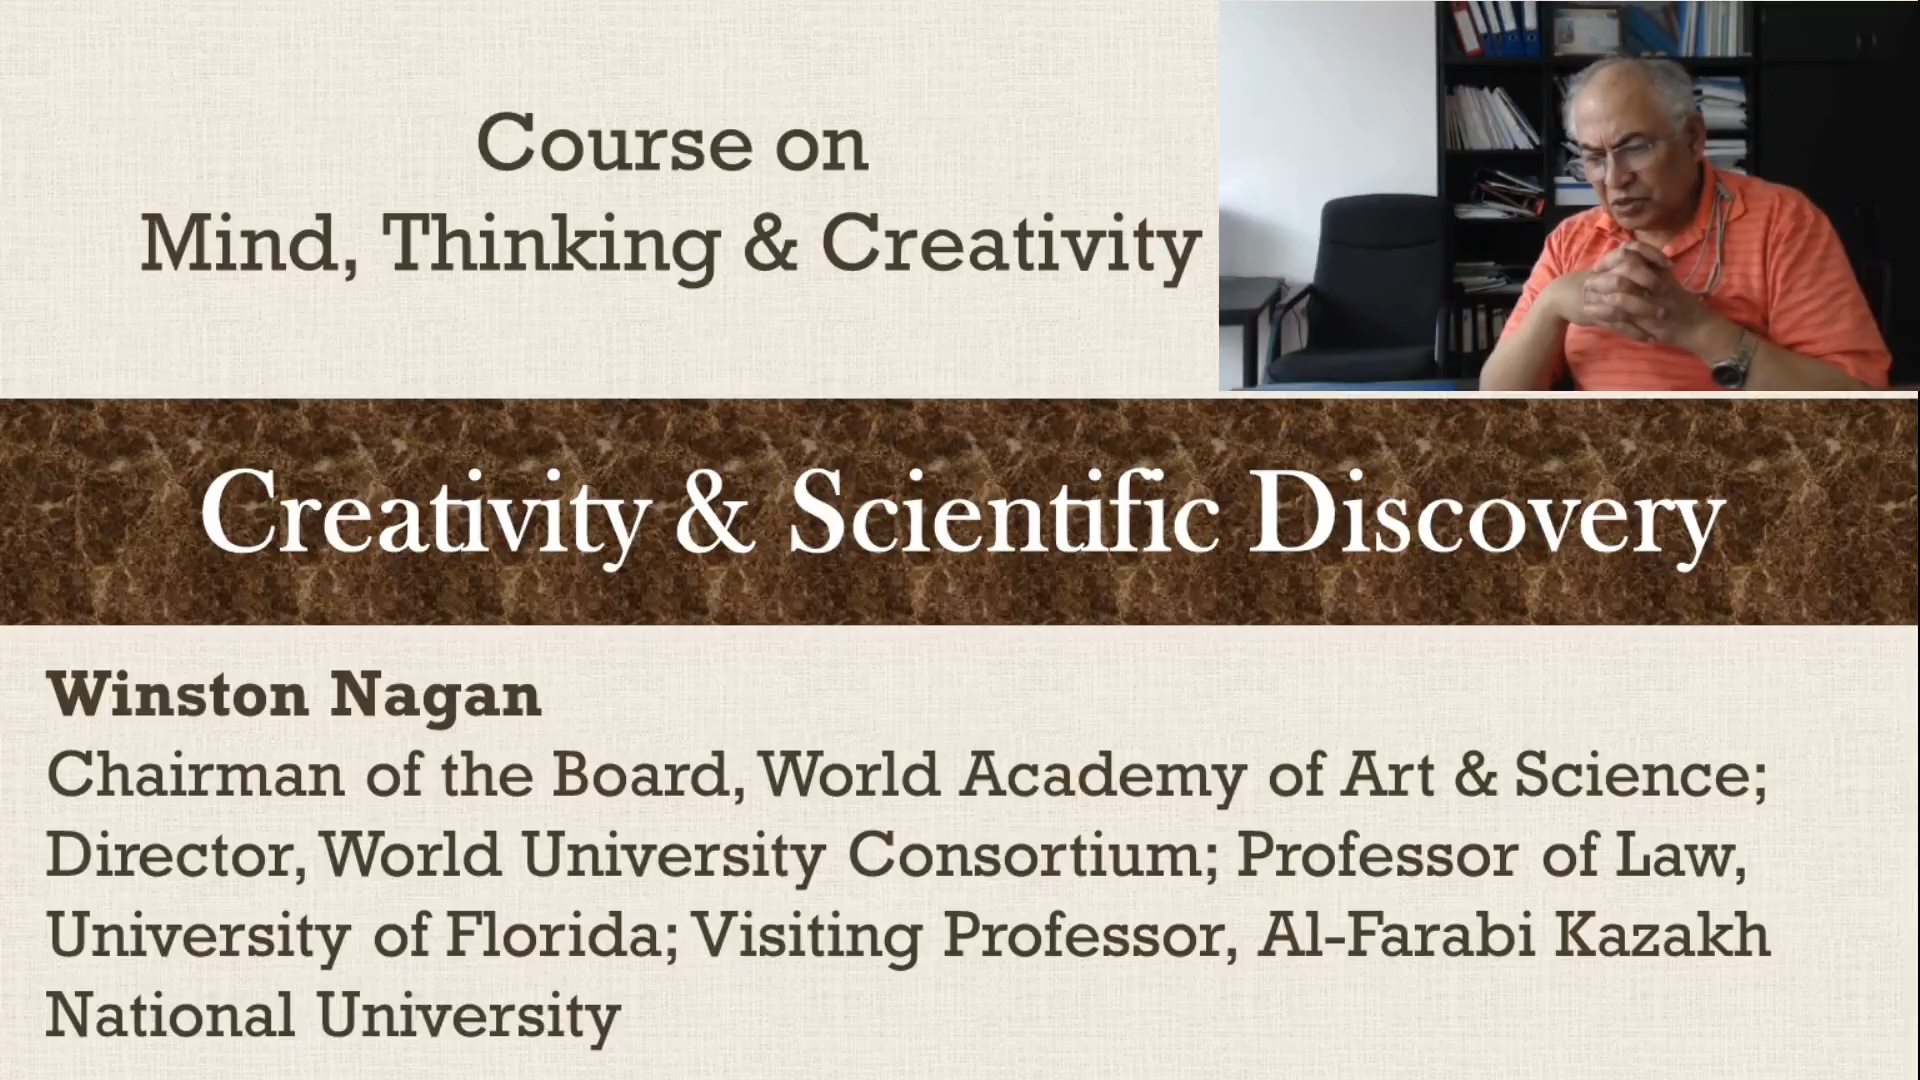 Course on
Mind, Thinking & Creativity
Creativity & Scientific Discovery
Winston Nagan
Chairman of the Board, World Academy of Art & Science;
Director, World University Consortium; Professor of Law,
University of Florida; Visiting Professor, Al-Farabi Kazakh
National University